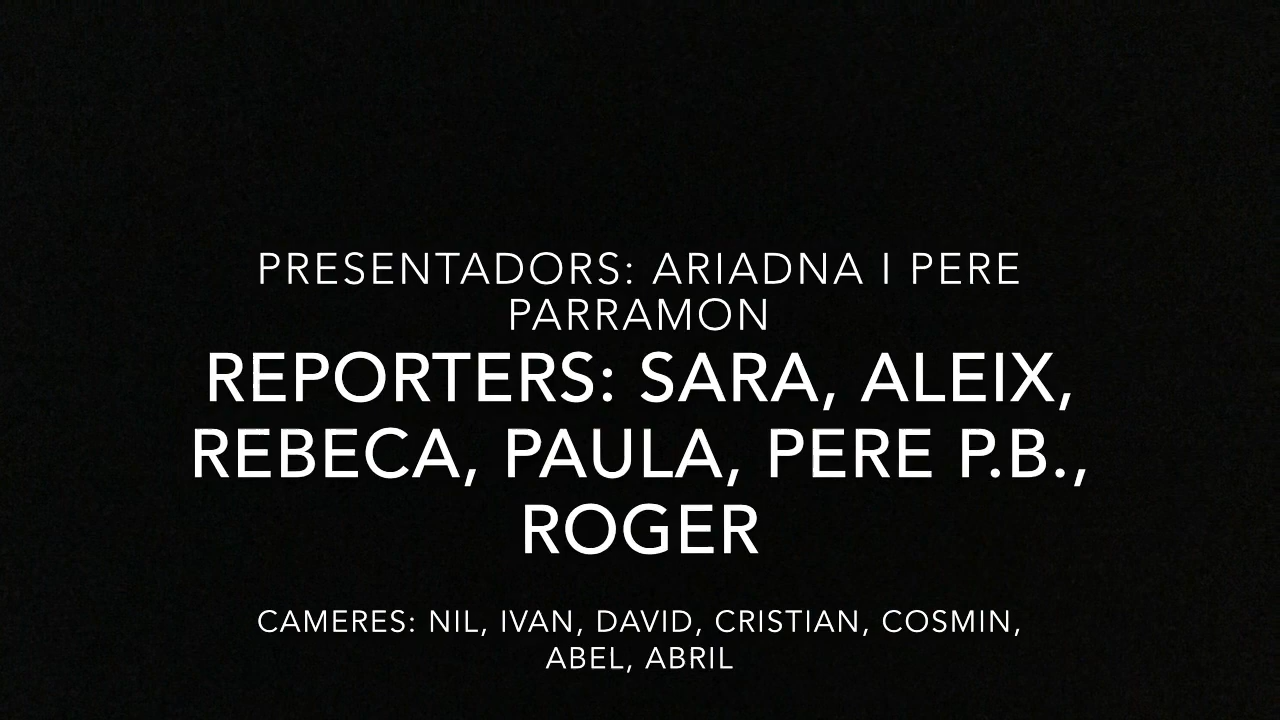 PRESENTADORS: ARIADNA I PERE
PARRAMON
REPORTERS: SARA, ALEIX,
REBECA, PAULA, PERE P.B.,
ROGER
CAMERES: NIL, IVAN, DAVID, CRISTIAN, COSMIN,
ABEL, ABRIL